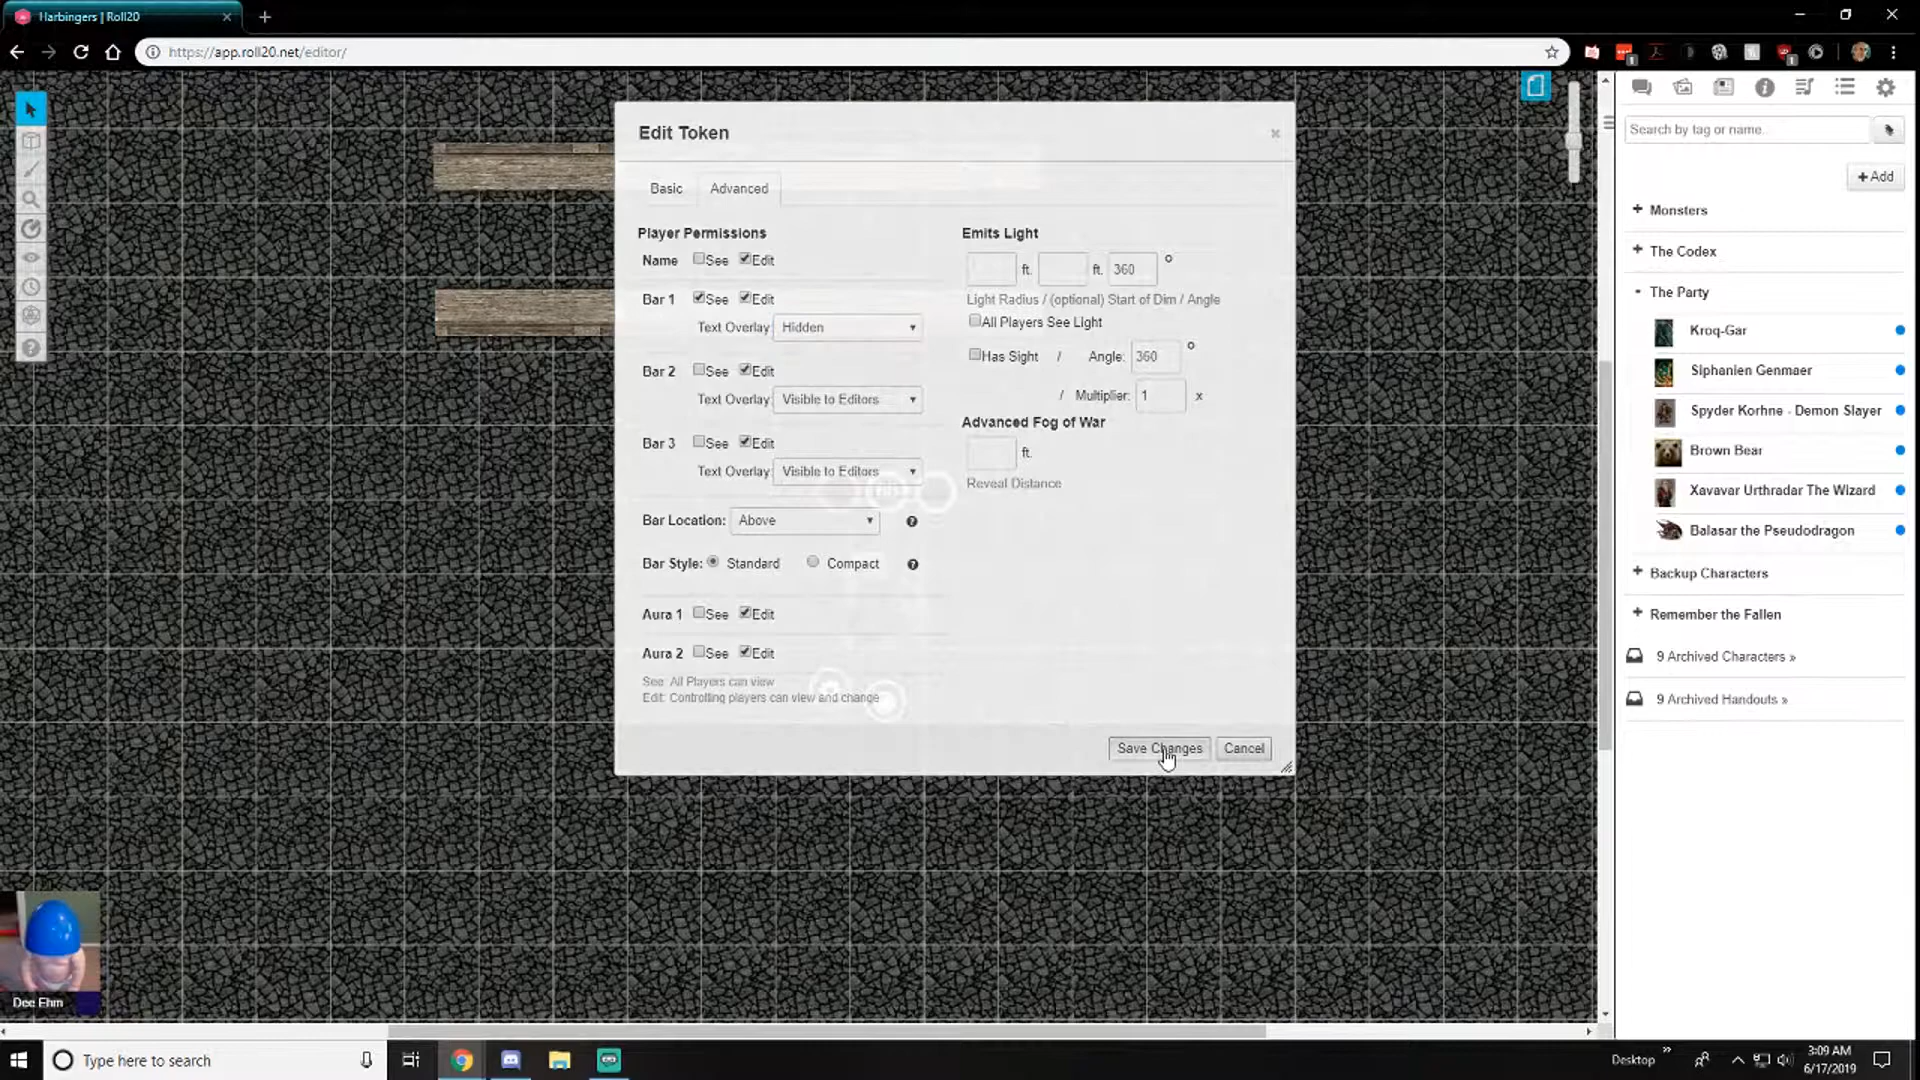 Harbingers | Roll20
https://app.roll20.net/editor/
Edit Token
Basic Advanced
Player Permissions
Name See Edit
Bar 1 See Edit
Text Overlay: Hidden
Bar 2 See Edit
Text Overlay: Visible to Editors
Bar 3 See Edit
Text Overlay: Visible to Editors
Bar Location: Above
Bar Style: Standard Compact
Aura 1 See Edit
Aura 2 See Edit
See: All Players can view
Edit: Controlling players can view and change
Emits Light
ft. ft. 360 °
Light Radius / (optional) Start of Dim / Angle
All Players See Light
Has Sight / Angle: 360 °
/ Multiplier: 1 x
Advanced Fog of War
ft.
Reveal Distance
Save Changes Cancel
Search by tag or name...
+ Add
+ Monsters
+ The Codex
- The Party
Kroq-Gar
Siphanien Genmaer
Spyder Korhne - Demon Slayer
Brown Bear
Xavavar Urthradar The Wizard
Balasar the Pseudodragon
+ Backup Characters
+ Remember the Fallen
9 Archived Characters »
9 Archived Handouts »
Dee Ehm
Type here to search
Desktop »
3:09 AM
6/17/2019